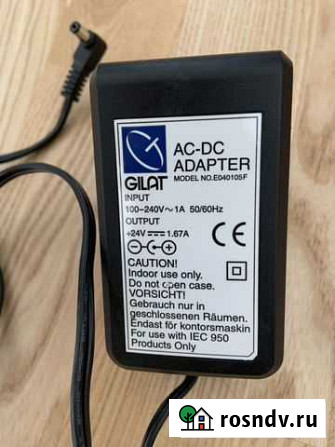 AC-DC
ADAPTER
MODEL NO.E040105F
GILAT
INPUT
100-240V~1A 50/60Hz
OUTPUT
+24V⎓1.67A
CE
CAUTION!
Indoor use only.
Do not open case.
VORSICHT!
Gebrauch nur in
geschlossenen Räumen.
Endast för kontorsmaskin
For use with IEC 950
Products Only
rosndv.ru